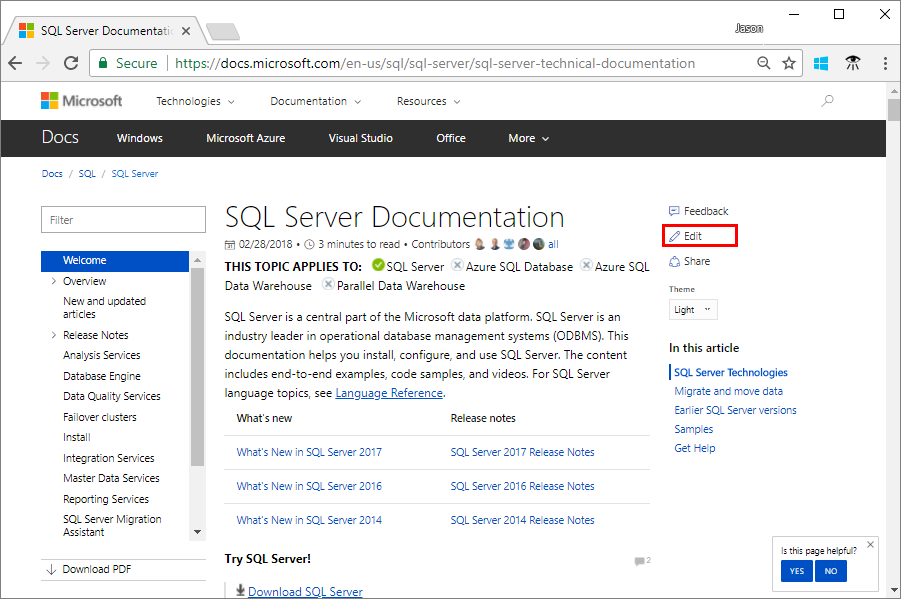 SQL Server Documentatio
Jason
Secure https://docs.microsoft.com/en-us/sql/sql-server/sql-server-technical-documentation
Microsoft Technologies Documentation Resources
Docs Windows Microsoft Azure Visual Studio Office More
Docs / SQL / SQL Server
Filter
Welcome
Overview
New and updated
articles
Release Notes
Analysis Services
Database Engine
Data Quality Services
Failover clusters
Install
Integration Services
Master Data Services
Reporting Services
SQL Server Migration
Assistant
Download PDF
SQL Server Documentation
02/28/2018 • 3 minutes to read • Contributors all
THIS TOPIC APPLIES TO: SQL Server Azure SQL Database Azure SQL
Data Warehouse Parallel Data Warehouse
SQL Server is a central part of the Microsoft data platform. SQL Server is an
industry leader in operational database management systems (ODBMS). This
documentation helps you install, configure, and use SQL Server. The content
includes end-to-end examples, code samples, and videos. For SQL Server
language topics, see Language Reference.
What's new Release notes
What's New in SQL Server 2017 SQL Server 2017 Release Notes
What's New in SQL Server 2016 SQL Server 2016 Release Notes
What's New in SQL Server 2014 SQL Server 2014 Release Notes
Try SQL Server! 2
Download SQL Server
Feedback
Edit
Share
Theme
Light
In this article
SQL Server Technologies
Migrate and move data
Earlier SQL Server versions
Samples
Get Help
Is this page helpful?
YES NO